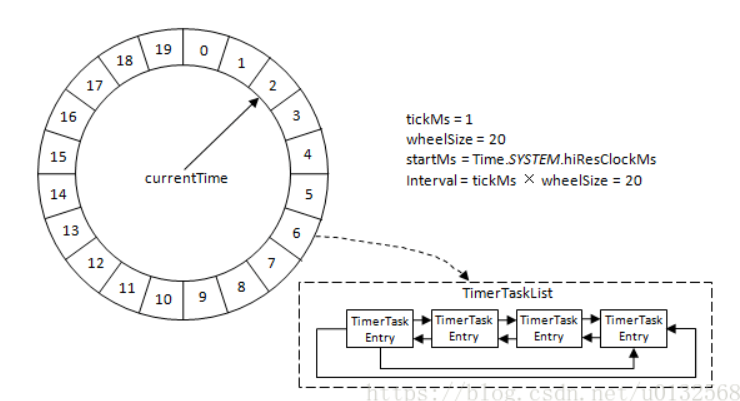 0
1
2
3
4
5
6
7
8
9
10
11
12
13
14
15
16
17
18
19
currentTime
tickMs = 1
wheelSize = 20
startMs = Time.SYSTEM.hiResClockMs
Interval = tickMs × wheelSize = 20
TimerTaskList
TimerTask
Entry
TimerTask
Entry
TimerTask
Entry
TimerTask
Entry
https://blog.csdn.net/u0132568